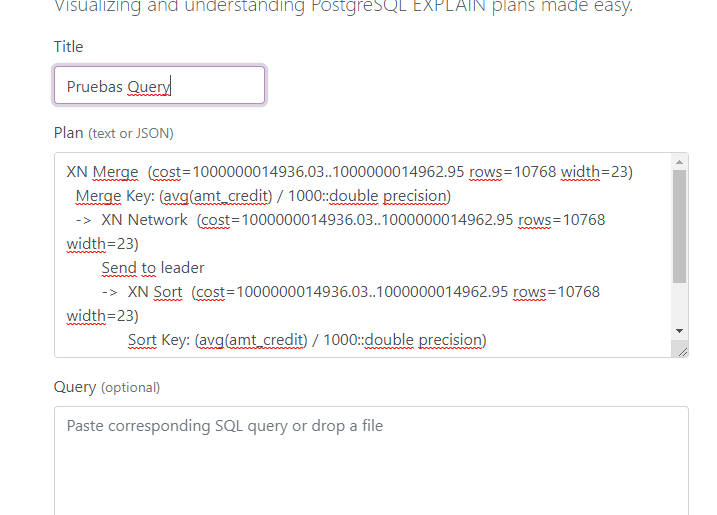 Visualizing and understanding PostgreSQL EXPLAIN plans made easy.
Title
Pruebas Query
Plan (text or JSON)
XN Merge  (cost=1000000014936.03..1000000014962.95 rows=10768 width=23)
  Merge Key: (avg(amt_credit) / 1000::double precision)
  ->  XN Network  (cost=1000000014936.03..1000000014962.95 rows=10768
width=23)
        Send to leader
        ->  XN Sort  (cost=1000000014936.03..1000000014962.95 rows=10768
width=23)
              Sort Key: (avg(amt_credit) / 1000::double precision)
Query (optional)
Paste corresponding SQL query or drop a file